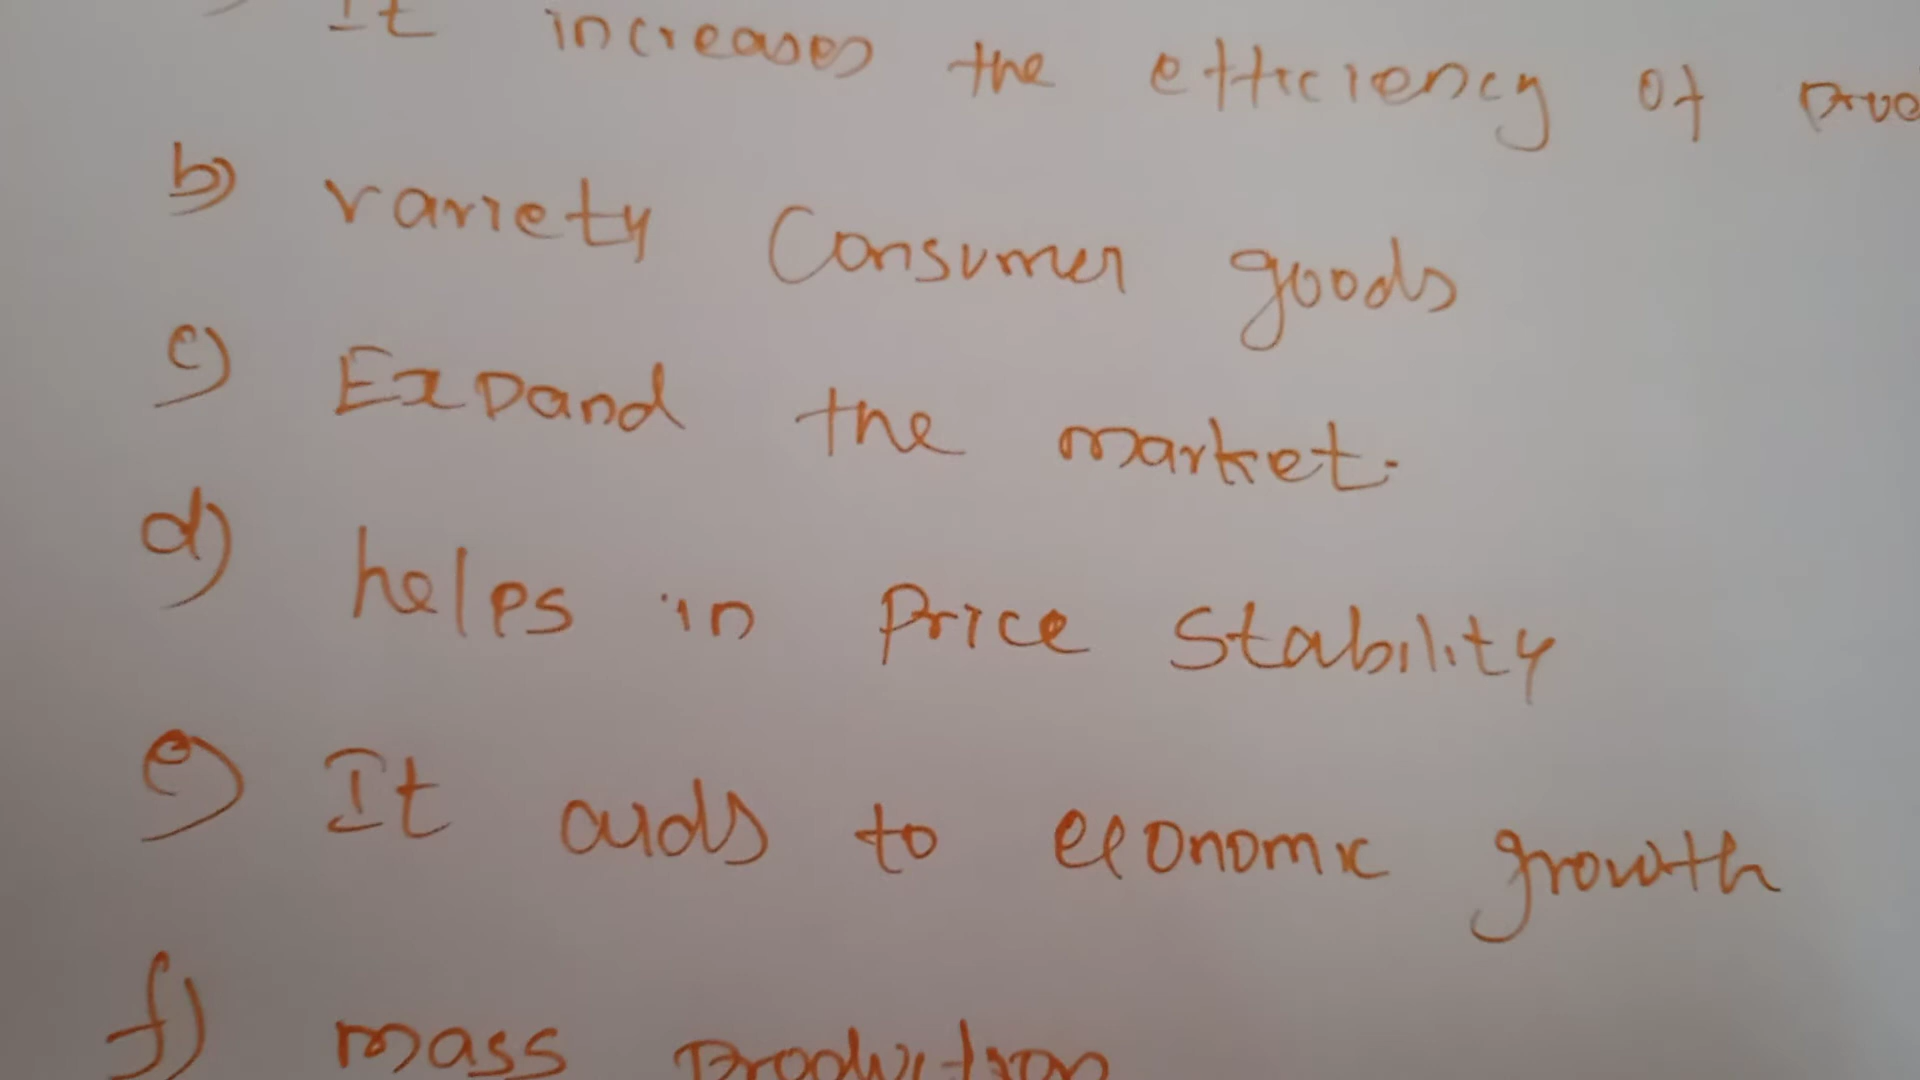 It increases the efficiency of
b) variety Consumer goods
c) Expand the market.
d) helps in Price Stability
e) It aids to economic growth
f) mass production